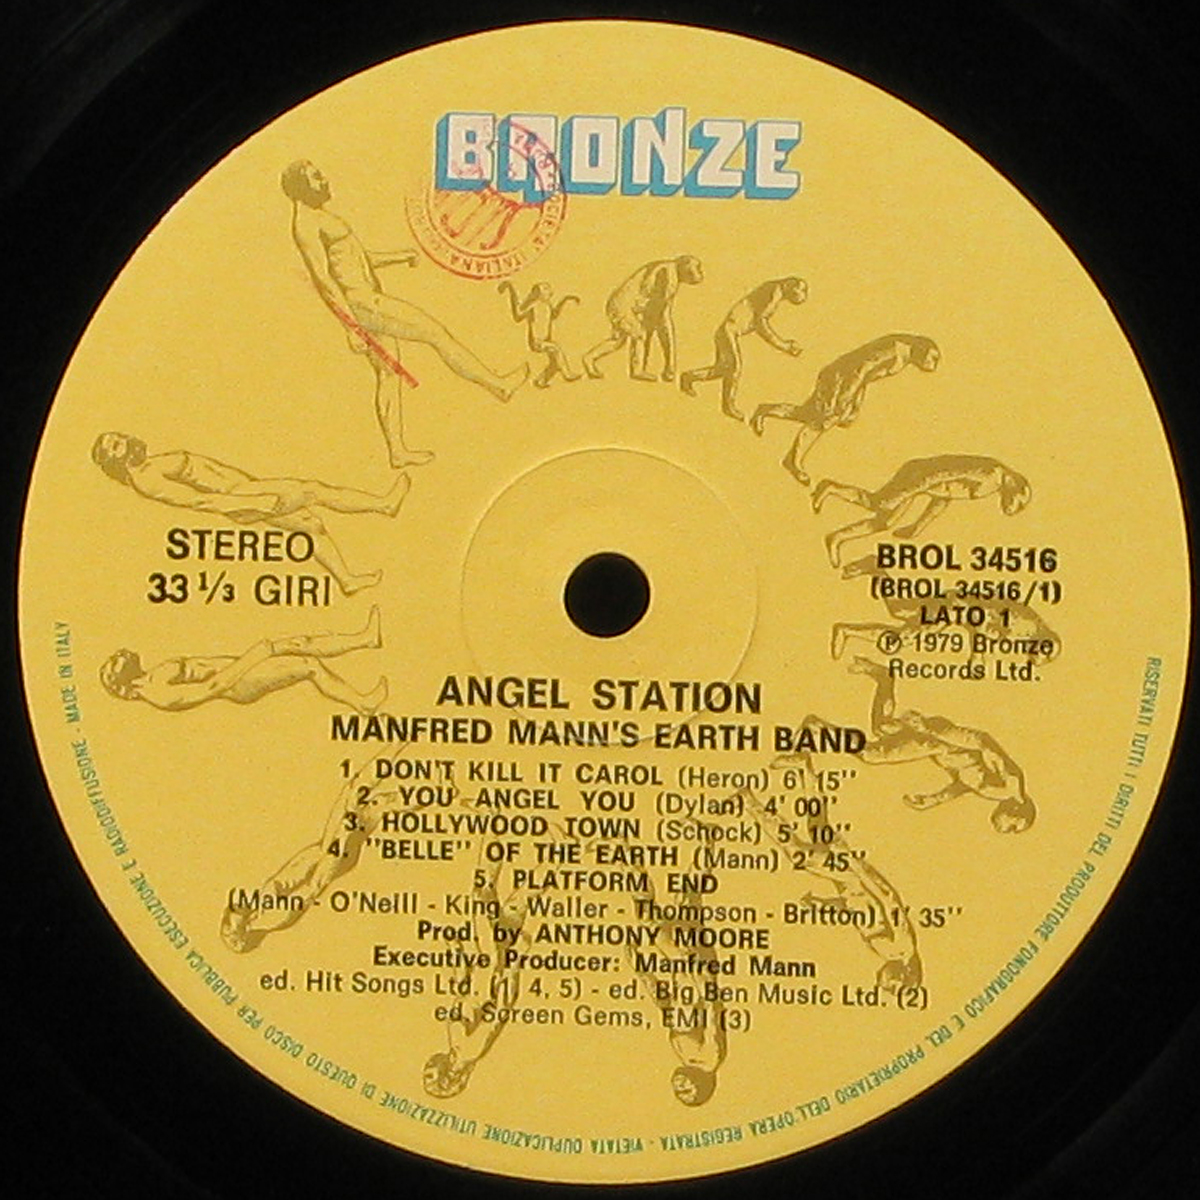 BRONZE
SOCIETA' ITALIANA
STEREO
33 1/3 GIRI
BROL 34516
(BROL 34516/1)
LATO 1
℗ 1979 Bronze
Records Ltd.
ANGEL STATION
MANFRED MANN'S EARTH BAND
1. DON'T KILL IT CAROL (Heron) 6' 15''
2. YOU ANGEL YOU (Dylan) 4' 00''
3. HOLLYWOOD TOWN (Schock) 5' 10''
4. "BELLE" OF THE EARTH (Mann) 2' 45''
5. PLATFORM END
(Mann - O'Neill - King - Waller - Thompson - Britton) 1' 35''
Prod. by ANTHONY MOORE
Executive Producer: Manfred Mann
ed. Hit Songs Ltd. (1, 4, 5) - ed. Big Ben Music Ltd. (2)
ed. Screen Gems, EMI (3)
RISERVATI TUTTI I DIRITTI DEL PRODUTTORE FONOGRAFICO E DEL PROPRIETARIO DELL'OPERA REGISTRATA - VIETATA DUPLICAZIONE UTILIZZAZIONE DI QUESTO DISCO PER PUBBLICA ESECUZIONE E RADIODIFFUSIONE - MADE IN ITALY